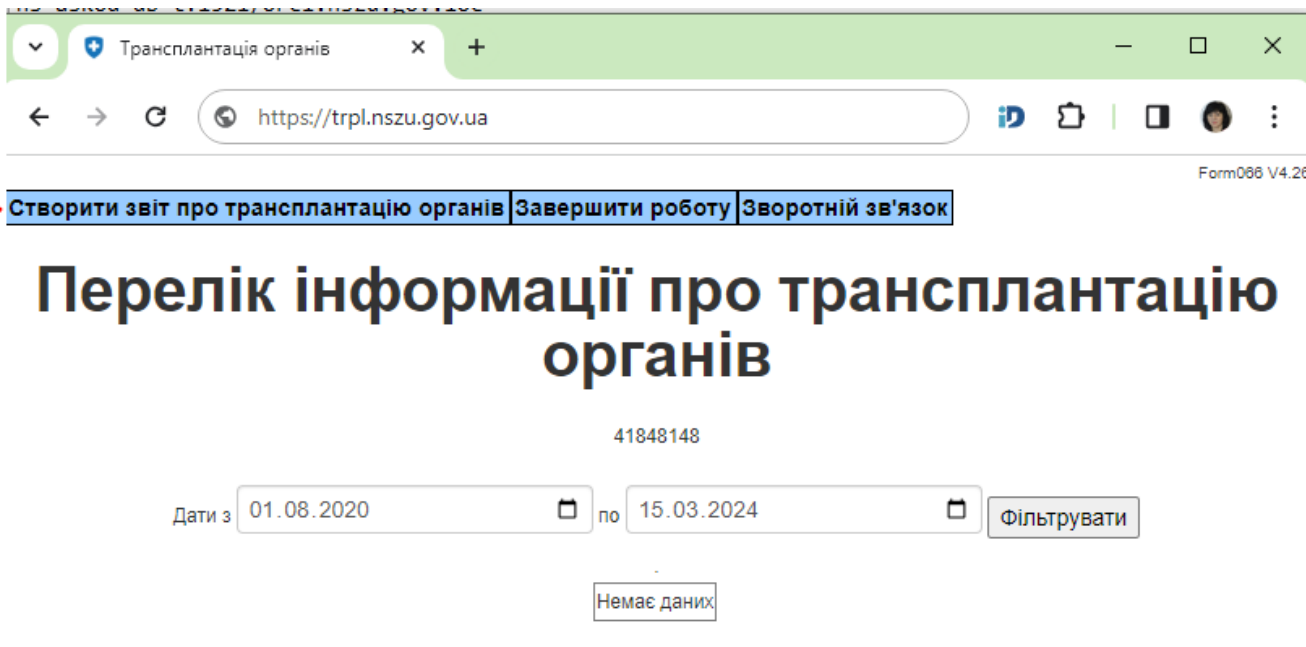 Трансплантація органів
https://trpl.nszu.gov.ua
Form066 V4.26
Створити звіт про трансплантацію органів Завершити роботу Зворотній зв'язок
Перелік інформації про трансплантацію
органів
41848148
Дати з 01.08.2020 по 15.03.2024 Фільтрувати
Немає даних